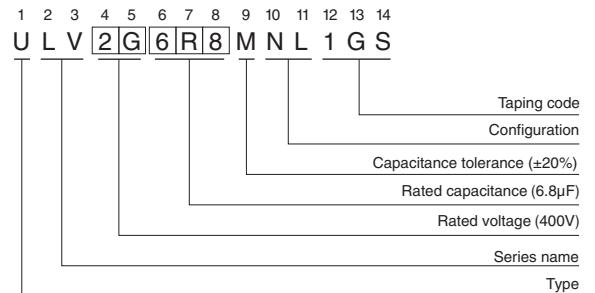 1 2 3 4 5 6 7 8 9 10 11 12 13 14
U L V 2 G 6 R 8 M N L 1 G S
Taping code
Configuration
Capacitance tolerance (±20%)
Rated capacitance (6.8µF)
Rated voltage (400V)
Series name
Type